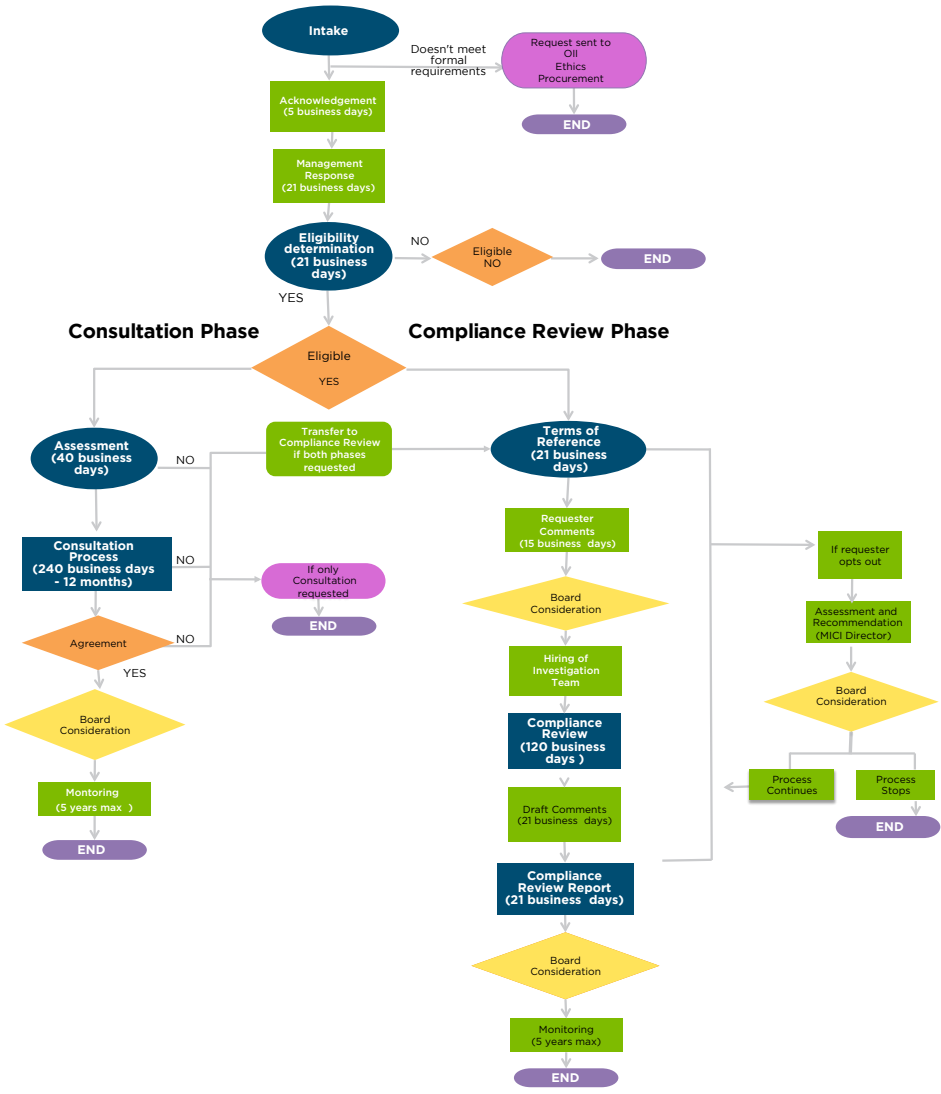 Intake
Doesn't meet
formal
requirements
Request sent to
OII
Ethics
Procurement
END
Acknowledgement
(5 business days)
Management
Response
(21 business days)
Eligibility
determination
(21 business
days)
NO
Eligible
NO
END
YES
Consultation Phase
Compliance Review Phase
Eligible
YES
Assessment
(40 business
days)
NO
Transfer to
Compliance Review
if both phases
requested
Terms of
Reference
(21 business
days)
Consultation
Process
(240 business days
- 12 months)
NO
If only
Consultation
requested
END
Agreement
NO
YES
Board
Consideration
Montoring
(5 years max )
END
Requester
Comments
(15 business days)
Board
Consideration
Hiring of
Investigation
Team
Compliance
Review
(120 business
days )
Draft Comments
(21 business days)
Compliance
Review Report
(21 business days)
Board
Consideration
Monitoring
(5 years max)
END
If requester
opts out
Assessment and
Recommendation
(MICI Director)
Board
Consideration
Process
Continues
Process
Stops
END